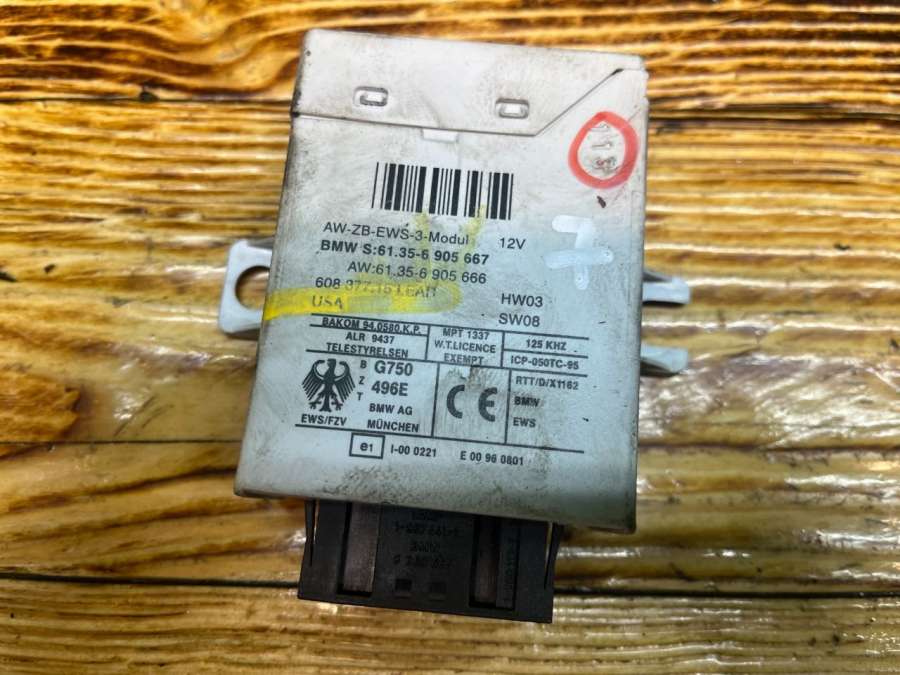 7
AW-ZB-EWS-3-Modul 12V
BMW S:61.35-6 905 667
AW:61.35-6 905 666
608
USA
HW03
SW08
BAKOM 94.0580.K.P.
ALR 9437
TELESTYRELSEN
MPT 1337
W.T.LICENCE
EXEMPT
125 KHZ
ICP-050TC-95
B Z T
G750
496E
BMW AG
MÜNCHEN
EWS/FZV
CE
RTT/D/X1162
BMW
EWS
e1 I-00 0221 E 00 96 0801